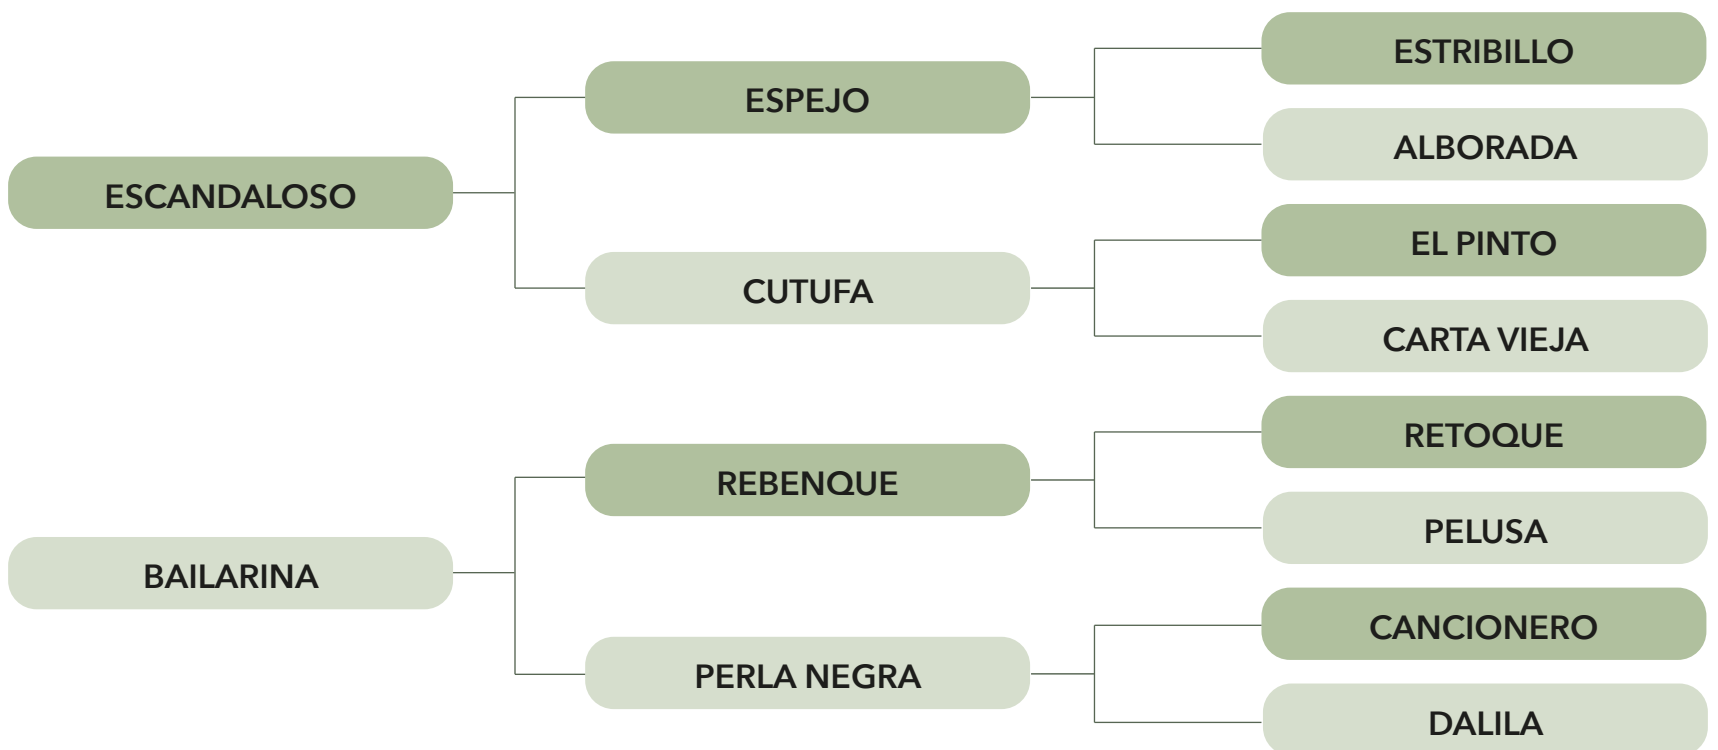 ESTRIBILLO
ESPEJO
ALBORADA
ESCANDALOSO
EL PINTO
CUTUFA
CARTA VIEJA
RETOQUE
REBENQUE
PELUSA
BAILARINA
CANCIONERO
PERLA NEGRA
DALILA